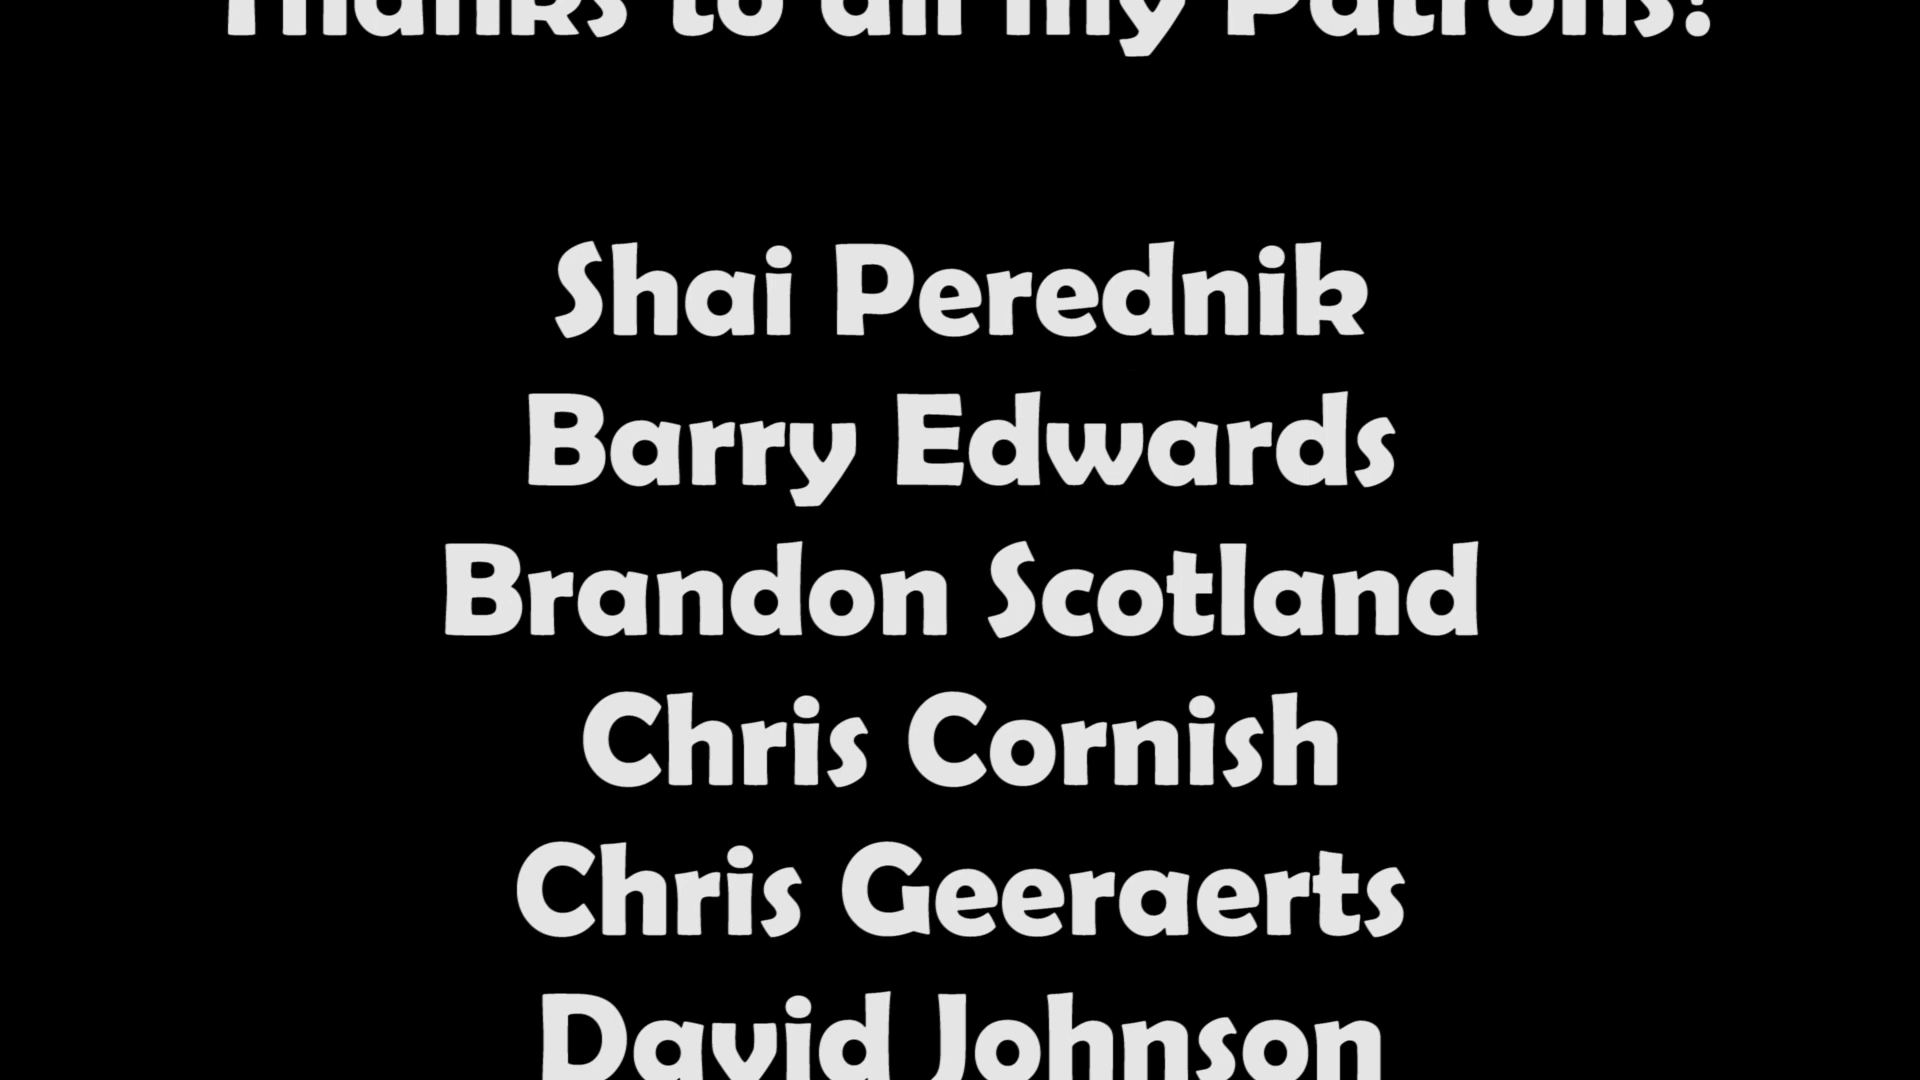 Thanks to all my Patrons!
Shai Perednik
Barry Edwards
Brandon Scotland
Chris Cornish
Chris Geeraerts
David Johnson